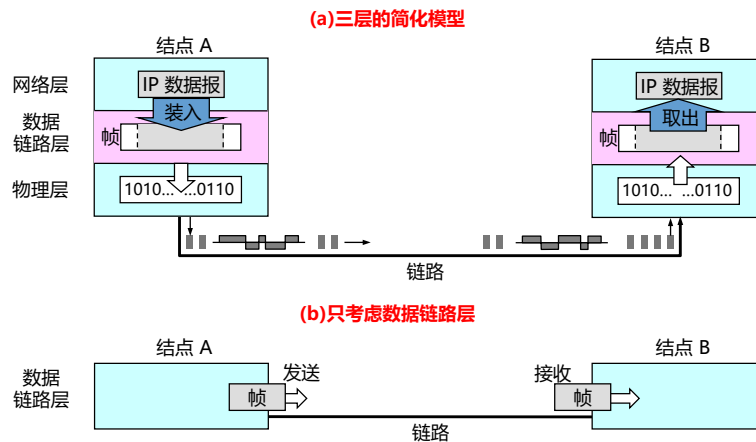 (a)三层的简化模型
结点 A
结点 B
网络层
IP 数据报
IP 数据报
装入
取出
数据
链路层
帧
帧
物理层
1010… …0110
1010… …0110
链路
(b)只考虑数据链路层
结点 A
结点 B
数据
链路层
发送
接收
帧
帧
链路